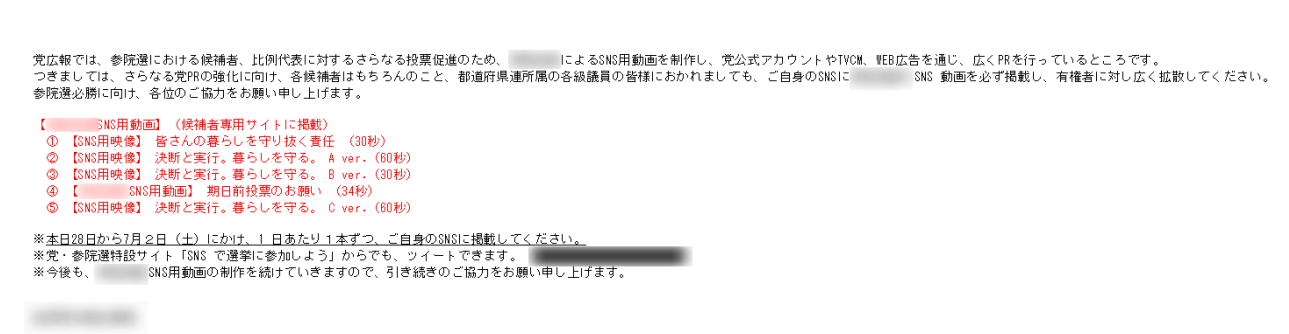 党広報では、参院選における候補者、比例代表に対するさらなる投票促進のため、 によるSNS用動画を制作し、党公式アカウントやTVCM、WEB広告を通じ、広くPRを行っているところです。
つきましては、さらなる党PRの強化に向け、各候補者はもちろんのこと、都道府県連所属の各級議員の皆様におかれましても、ご自身のSNSに SNS 動画を必ず掲載し、有権者に対し広く拡散してください。
参院選必勝に向け、各位のご協力をお願い申し上げます。
【 SNS用動画】（候補者専用サイトに掲載）
① 【SNS用映像】 皆さんの暮らしを守り抜く責任 （30秒）
② 【SNS用映像】 決断と実行。暮らしを守る。 A ver.（60秒）
③ 【SNS用映像】 決断と実行。暮らしを守る。 B ver.（30秒）
④ 【 SNS用動画】 期日前投票のお願い （34秒）
⑤ 【SNS用映像】 決断と実行。暮らしを守る。 C ver.（60秒）
※本日28日から7月２日（土）にかけ、1 日あたり１本ずつ、ご自身のSNSに掲載してください。
※党・参院選特設サイト「SNS で選挙に参加しよう」からでも、ツイートできます。
※今後も、 SNS用動画の制作を続けていきますので、引き続きのご協力をお願い申し上げます。